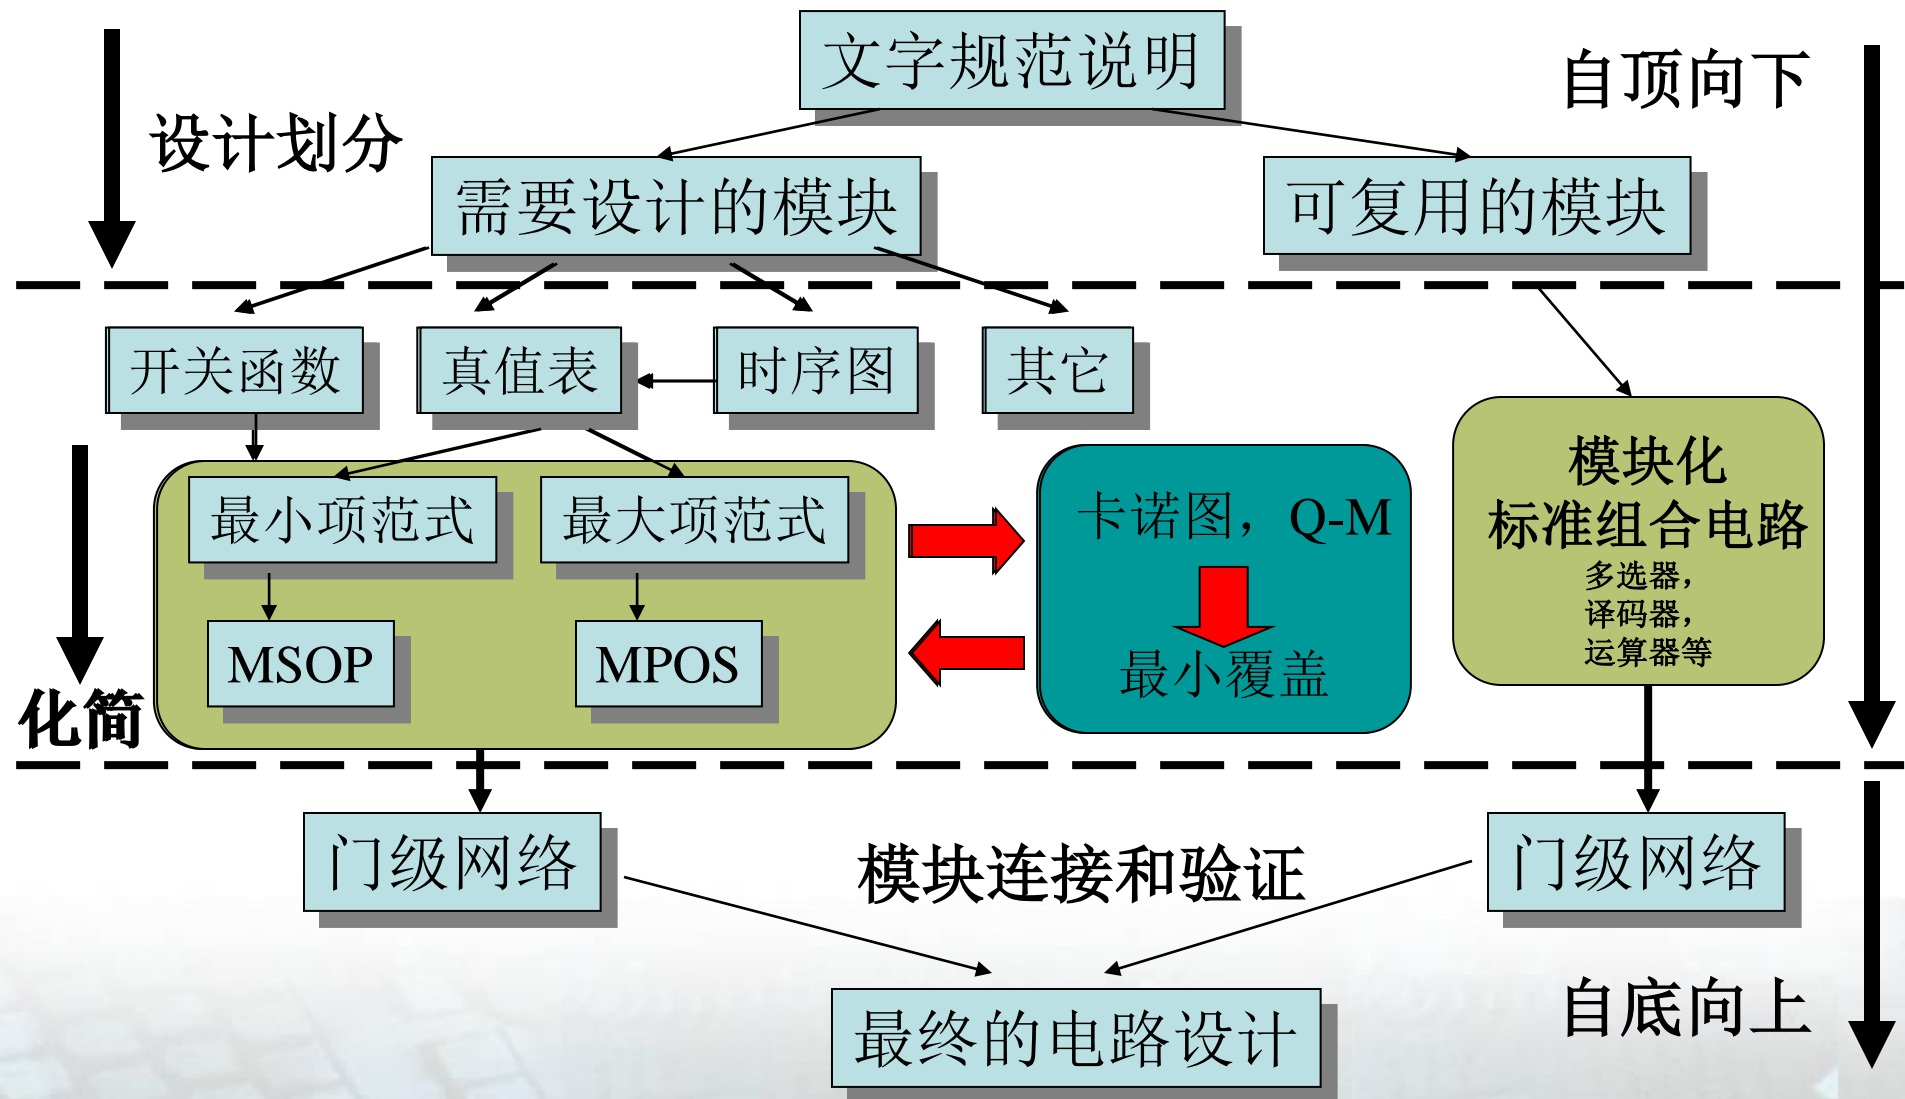 文字规范说明
自顶向下
设计划分
需要设计的模块
可复用的模块
开关函数
真值表
时序图
其它
最小项范式
最大项范式
MSOP
MPOS
卡诺图，Q-M
最小覆盖
模块化
标准组合电路
多选器，
译码器，
运算器等
化简
门级网络
模块连接和验证
门级网络
自底向上
最终的电路设计